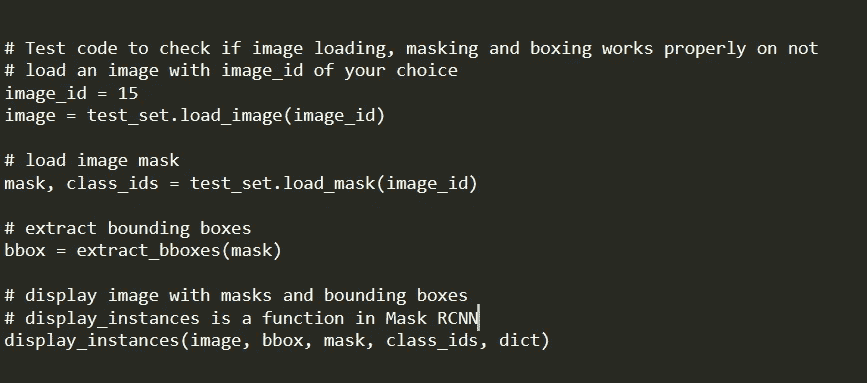 # Test code to check if image loading, masking and boxing works properly on not
# load an image with image_id of your choice
image_id = 15
image = test_set.load_image(image_id)
# load image mask
mask, class_ids = test_set.load_mask(image_id)
# extract bounding boxes
bbox = extract_bboxes(mask)
# display image with masks and bounding boxes
# display_instances is a function in Mask RCNN
display_instances(image, bbox, mask, class_ids, dict)